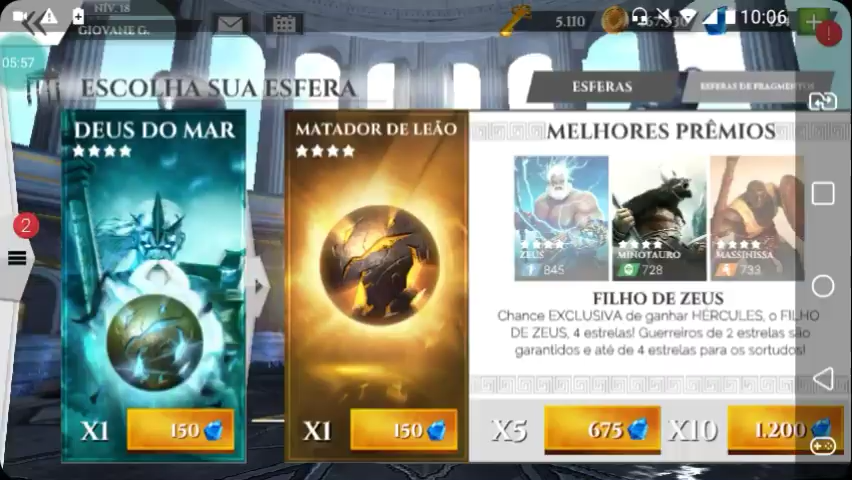 NÍV. 18
GIOVANE G.
5.110
10:06
05:57
ESCOLHA SUA ESFERA
ESFERAS
ESFERAS DE FRAGMENTOS
DEUS DO MAR
MATADOR DE LEÃO
MELHORES PRÊMIOS
ZEUS
845
MINOTAURO
728
MASSINISSA
733
2
FILHO DE ZEUS
Chance EXCLUSIVA de ganhar HÉRCULES, o FILHO
DE ZEUS, 4 estrelas! Guerreiros de 2 estrelas são
garantidos e até de 4 estrelas para os sortudos!
X1
150
X1
150
X5
675
X10
1.200